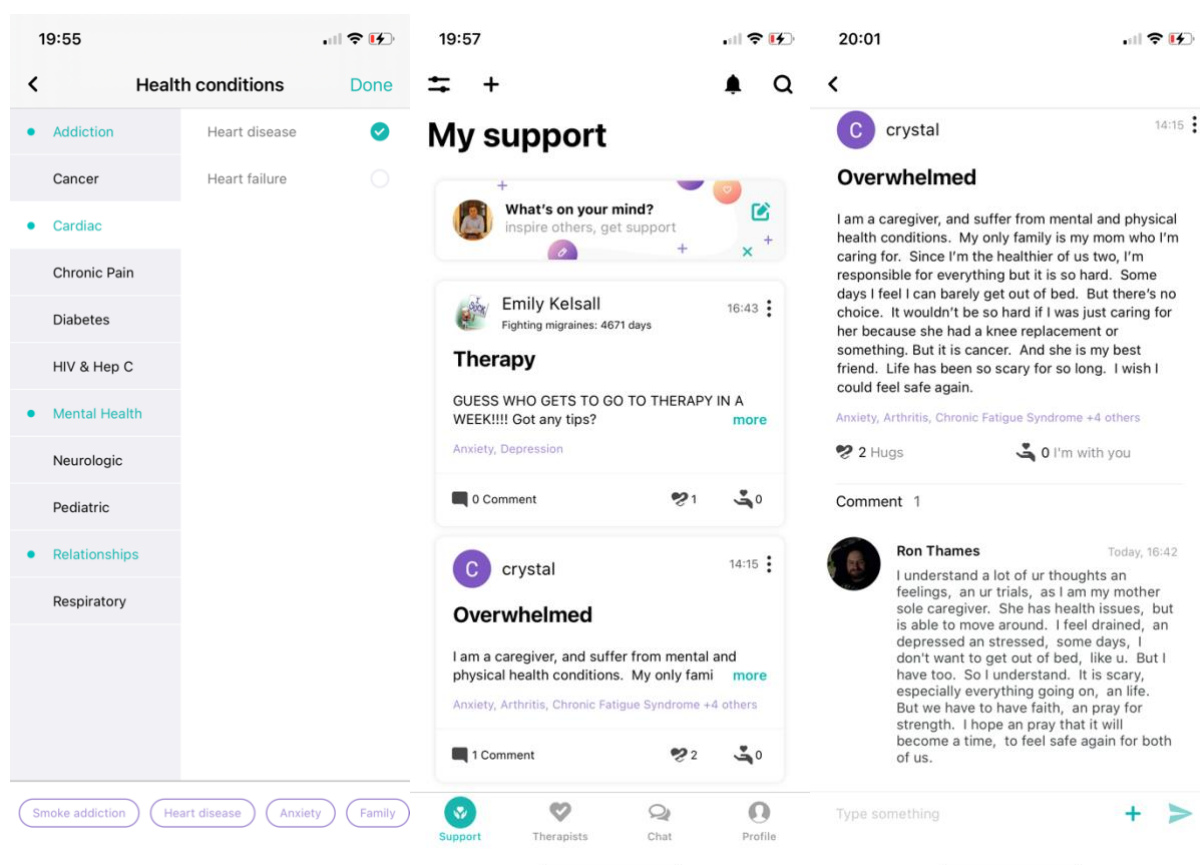 19:55
Health conditions
Done
Addiction
Cancer
Cardiac
Chronic Pain
Diabetes
HIV & Hep C
Mental Health
Neurologic
Pediatric
Relationships
Respiratory
Heart disease
Heart failure
Smoke addiction
Heart disease
Anxiety
Family
19:57
My support
What's on your mind?
inspire others, get support
Emily Kelsall
16:43
Fighting migraines: 4671 days
Therapy
GUESS WHO GETS TO GO TO THERAPY IN A
WEEK!!!! Got any tips?
more
Anxiety, Depression
0 Comment
1
0
C
crystal
14:15
Overwhelmed
I am a caregiver, and suffer from mental and
physical health conditions. My only fami
more
Anxiety, Arthritis, Chronic Fatigue Syndrome +4 others
1 Comment
2
0
Support
Therapists
Chat
Profile
20:01
C
crystal
14:15
Overwhelmed
I am a caregiver, and suffer from mental and physical
health conditions. My only family is my mom who I'm
caring for. Since I'm the healthier of us two, I'm
responsible for everything but it is so hard. Some
days I feel I can barely get out of bed. But there's no
choice. It wouldn't be so hard if I was just caring for
her because she had a knee replacement or
something. But it is cancer. And she is my best
friend. Life has been so scary for so long. I wish I
could feel safe again.
Anxiety, Arthritis, Chronic Fatigue Syndrome +4 others
2 Hugs
0 I'm with you
Comment 1
Ron Thames
Today, 16:42
I understand a lot of ur thoughts an
feelings, an ur trials, as I am my mother
sole caregiver. She has health issues, but
is able to move around. I feel drained, an
depressed an stressed, some days, I
don't want to get out of bed, like u. But I
have too. So I understand. It is scary,
especially everything going on, an life.
But we have to have faith, an pray for
strength. I hope an pray that it will
become a time, to feel safe again for both
of us.
Type something